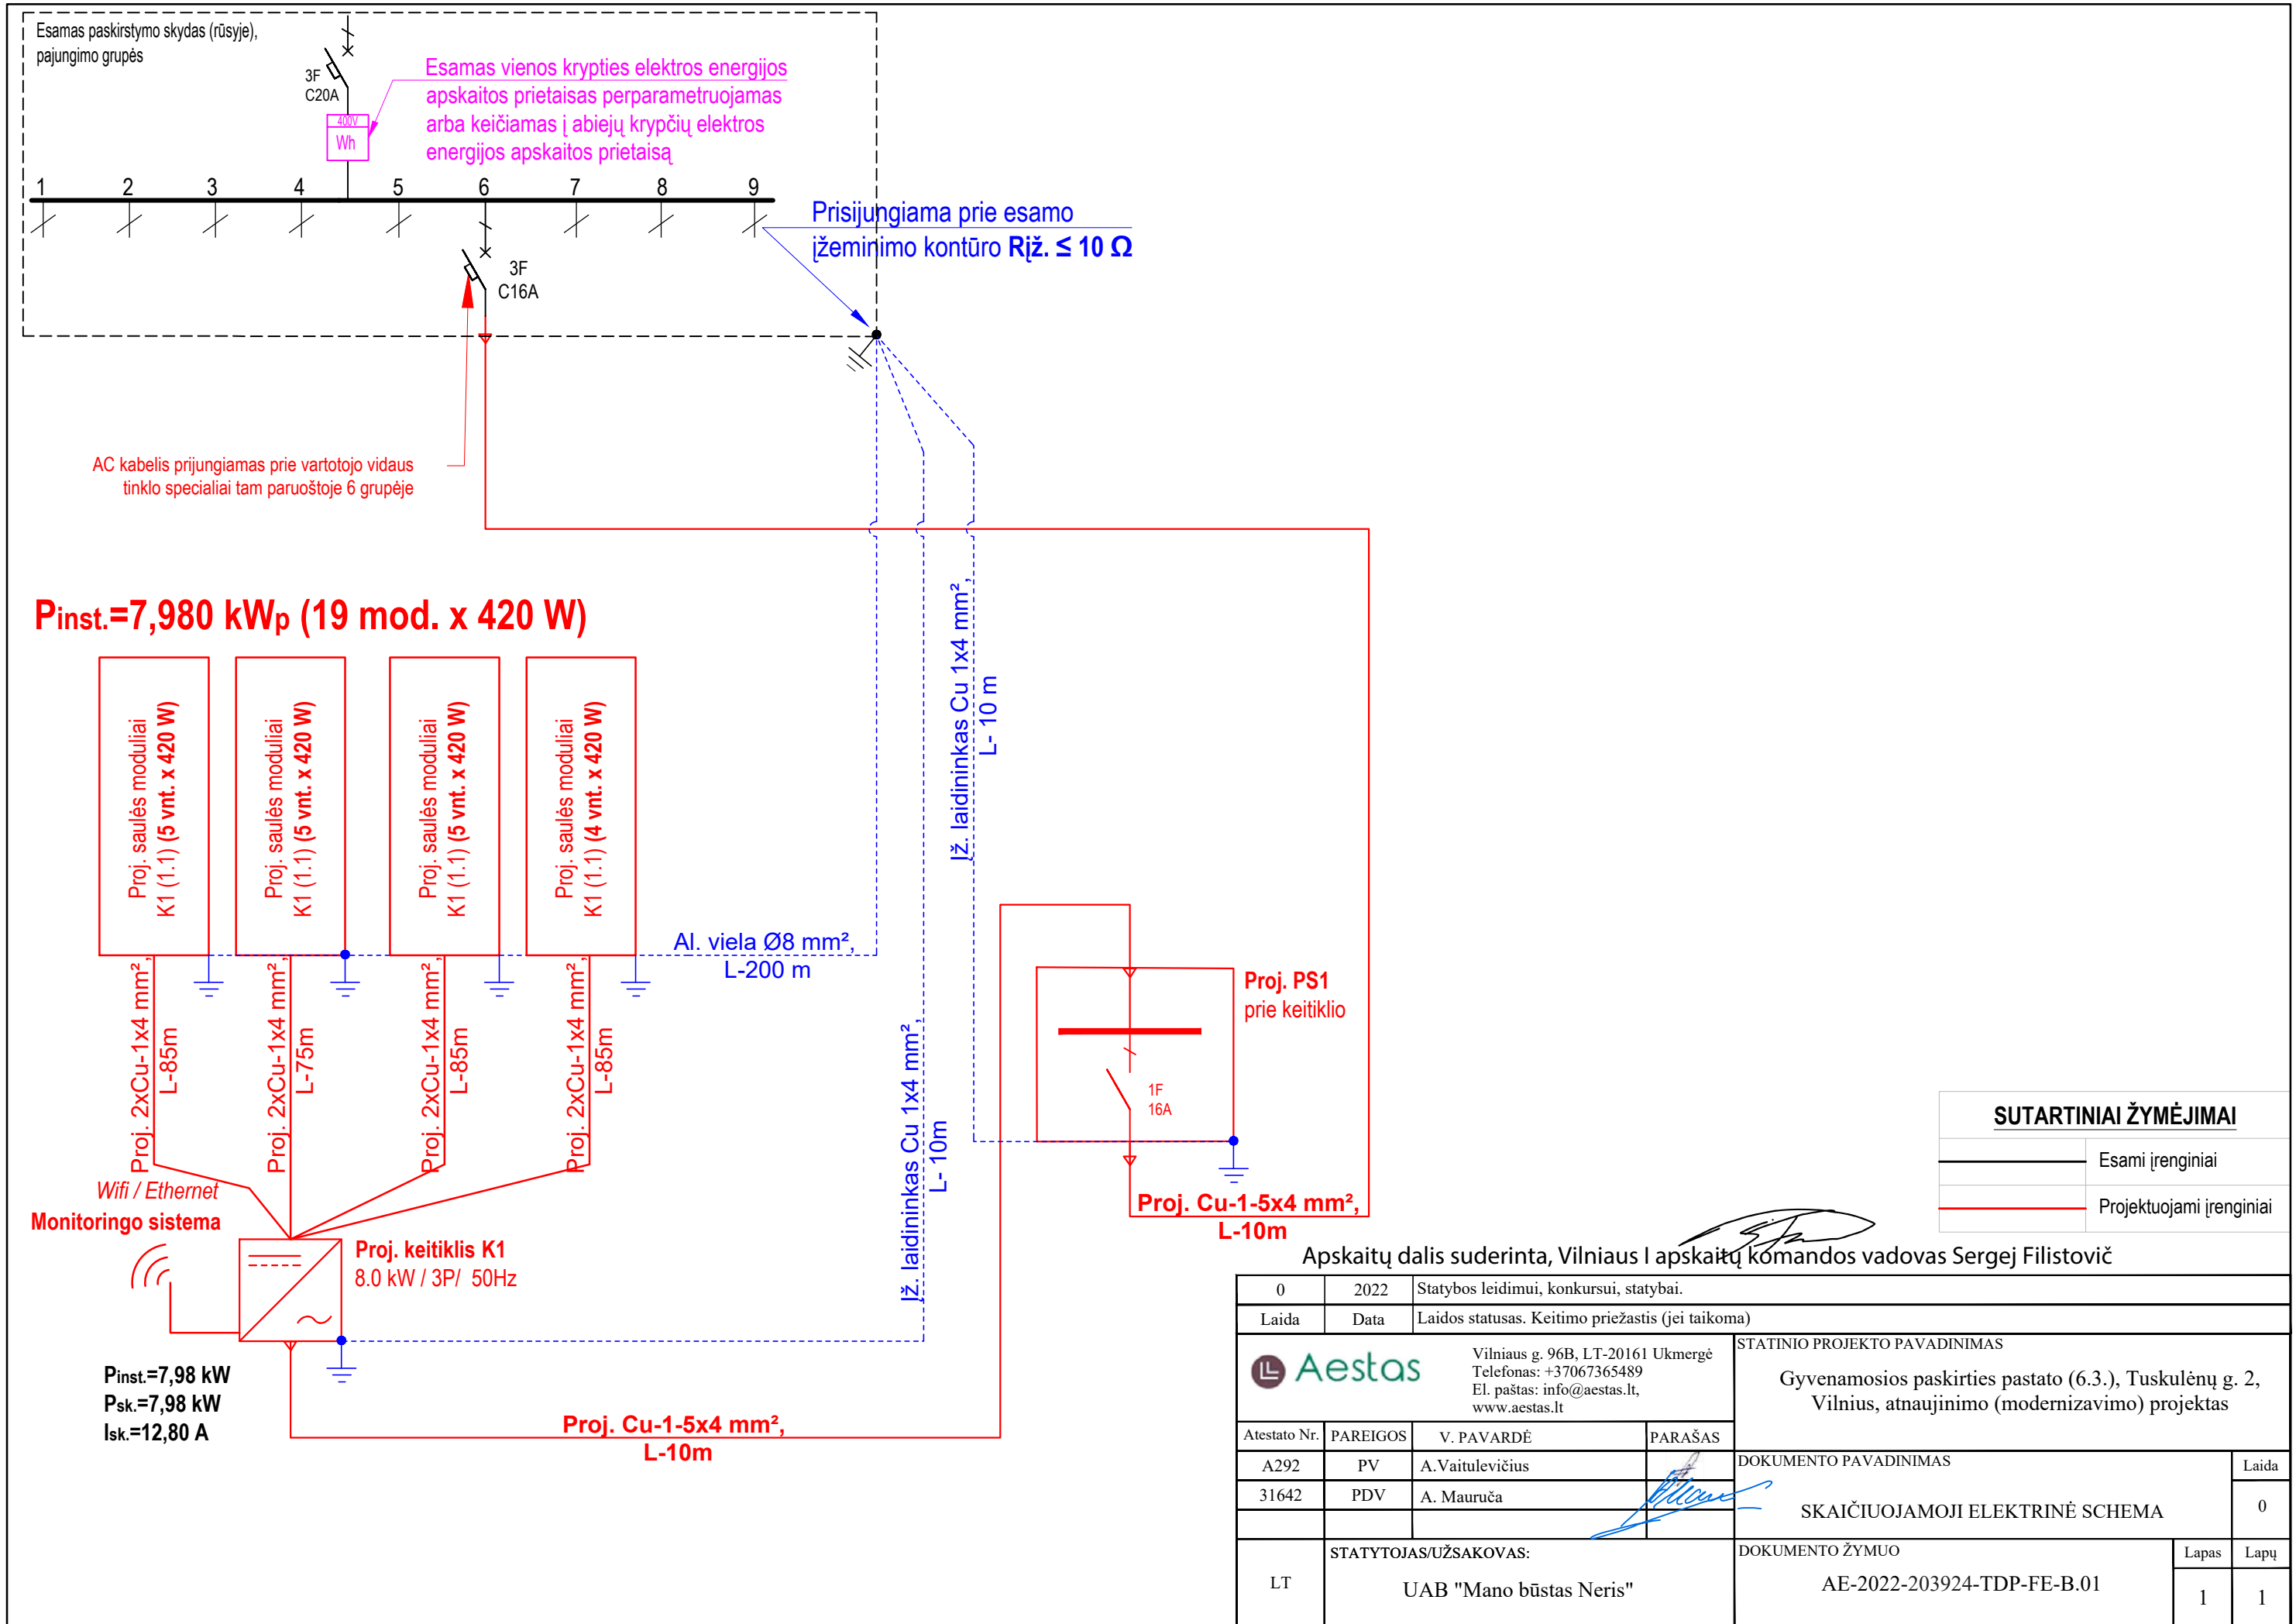 Esamas paskirstymo skydas (rūsyje),
pajungimo grupės
3F
C20A
400V
Wh
Esamas vienos krypties elektros energijos
apskaitos prietaisas perparametruojamas
arba keičiamas į abiejų krypčių elektros
energijos apskaitos prietaisą
1 2 3 4 5 6 7 8 9
3F
C16A
Prisijungiama prie esamo
įžeminimo kontūro Rįž. ≤ 10 Ω
AC kabelis prijungiamas prie vartotojo vidaus
tinklo specialiai tam paruoštoje 6 grupėje
Pinst.=7,980 kWp (19 mod. x 420 W)
Proj. saulės moduliai
K1 (1.1) (5 vnt. x 420 W)
Proj. saulės moduliai
K1 (1.1) (5 vnt. x 420 W)
Proj. saulės moduliai
K1 (1.1) (5 vnt. x 420 W)
Proj. saulės moduliai
K1 (1.1) (4 vnt. x 420 W)
Proj. 2xCu-1x4 mm²,
L-85m
Proj. 2xCu-1x4 mm²,
L-75m
Proj. 2xCu-1x4 mm²,
L-85m
Proj. 2xCu-1x4 mm²,
L-85m
Al. viela Ø8 mm²,
L-200 m
Įž. laidininkas Cu 1x4 mm²,
L- 10m
Įž. laidininkas Cu 1x4 mm²,
L- 10 m
Proj. PS1
prie keitiklio
1F
16A
Proj. Cu-1-5x4 mm²,
L-10m
Wifi / Ethernet
Monitoringo sistema
Proj. keitiklis K1
8.0 kW / 3P/ 50Hz
Pinst.=7,98 kW
Psk.=7,98 kW
Isk.=12,80 A
Proj. Cu-1-5x4 mm²,
L-10m
SUTARTINIAI ŽYMĖJIMAI
Esami įrenginiai
Projektuojami įrenginiai
Apskaitų dalis suderinta, Vilniaus I apskaitų komandos vadovas Sergej Filistovič
0 2022 Statybos leidimui, konkursui, statybai.
Laida Data Laidos statusas. Keitimo priežastis (jei taikoma)
Aestas
Vilniaus g. 96B, LT-20161 Ukmergė
Telefonas: +37067365489
El. paštas: info@aestas.lt,
www.aestas.lt
STATINIO PROJEKTO PAVADINIMAS
Gyvenamosios paskirties pastato (6.3.), Tuskulėnų g. 2,
Vilnius, atnaujinimo (modernizavimo) projektas
Atestato Nr. PAREIGOS V. PAVARDĖ PARAŠAS
A292 PV A.Vaitulevičius
31642 PDV A. Mauruča
DOKUMENTO PAVADINIMAS
SKAIČIUOJAMOJI ELEKTRINĖ SCHEMA
Laida
0
LT
STATYTOJAS/UŽSAKOVAS:
UAB "Mano būstas Neris"
DOKUMENTO ŽYMUO
AE-2022-203924-TDP-FE-B.01
Lapas Lapų
1 1